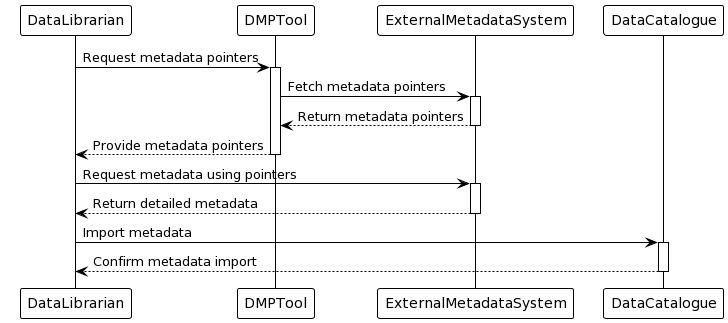 DataLibrarian DMPTool ExternalMetadataSystem DataCatalogue
Request metadata pointers
Fetch metadata pointers
Return metadata pointers
Provide metadata pointers
Request metadata using pointers
Return detailed metadata
Import metadata
Confirm metadata import
DataLibrarian DMPTool ExternalMetadataSystem DataCatalogue